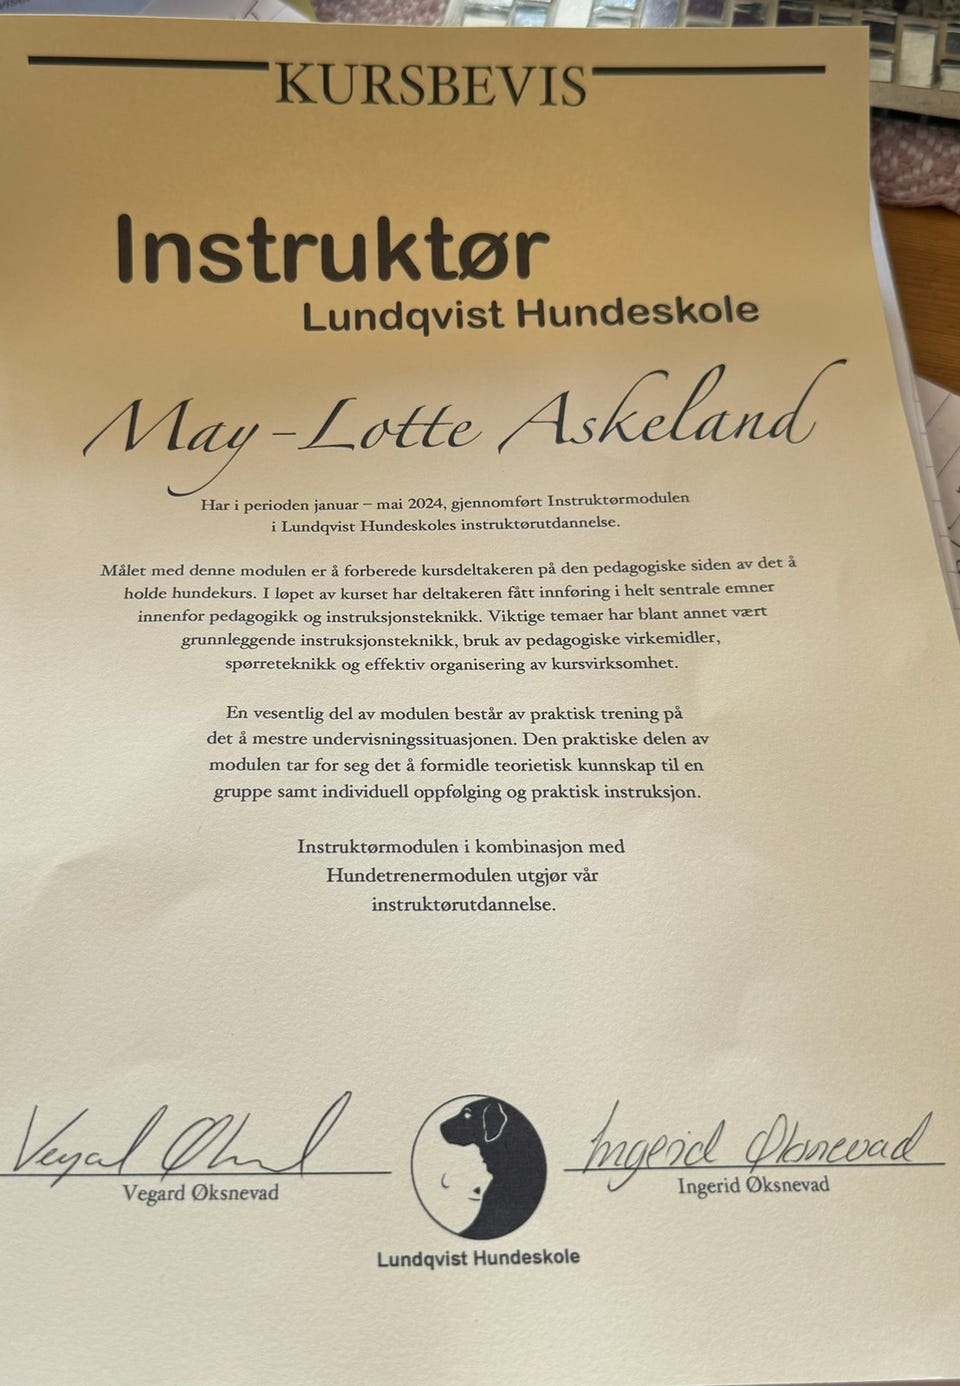 KURSBEVIS
Instruktør
Lundqvist Hundeskole
May-Lotte Askeland
Har i perioden januar – mai 2024, gjennomført Instruktørmodulen
i Lundqvist Hundeskoles instruktørutdannelse.
Målet med denne modulen er å forberede kursdeltakeren på den pedagogiske siden av det å
holde hundekurs. I løpet av kurset har deltakeren fått innføring i helt sentrale emner
innenfor pedagogikk og instruksjonsteknikk. Viktige temaer har blant annet vært
grunnleggende instruksjonsteknikk, bruk av pedagogiske virkemidler,
spørreteknikk og effektiv organisering av kursvirksomhet.
En vesentlig del av modulen består av praktisk trening på
det å mestre undervisningssituasjonen. Den praktiske delen av
modulen tar for seg det å formidle teorietisk kunnskap til en
gruppe samt individuell oppfølging og praktisk instruksjon.
Instruktørmodulen i kombinasjon med
Hundetrenermodulen utgjør vår
instruktørutdannelse.
Vegard Øksnevad
Ingerid Øksnevad
Vegard Øksnevad
Ingerid Øksnevad
Lundqvist Hundeskole